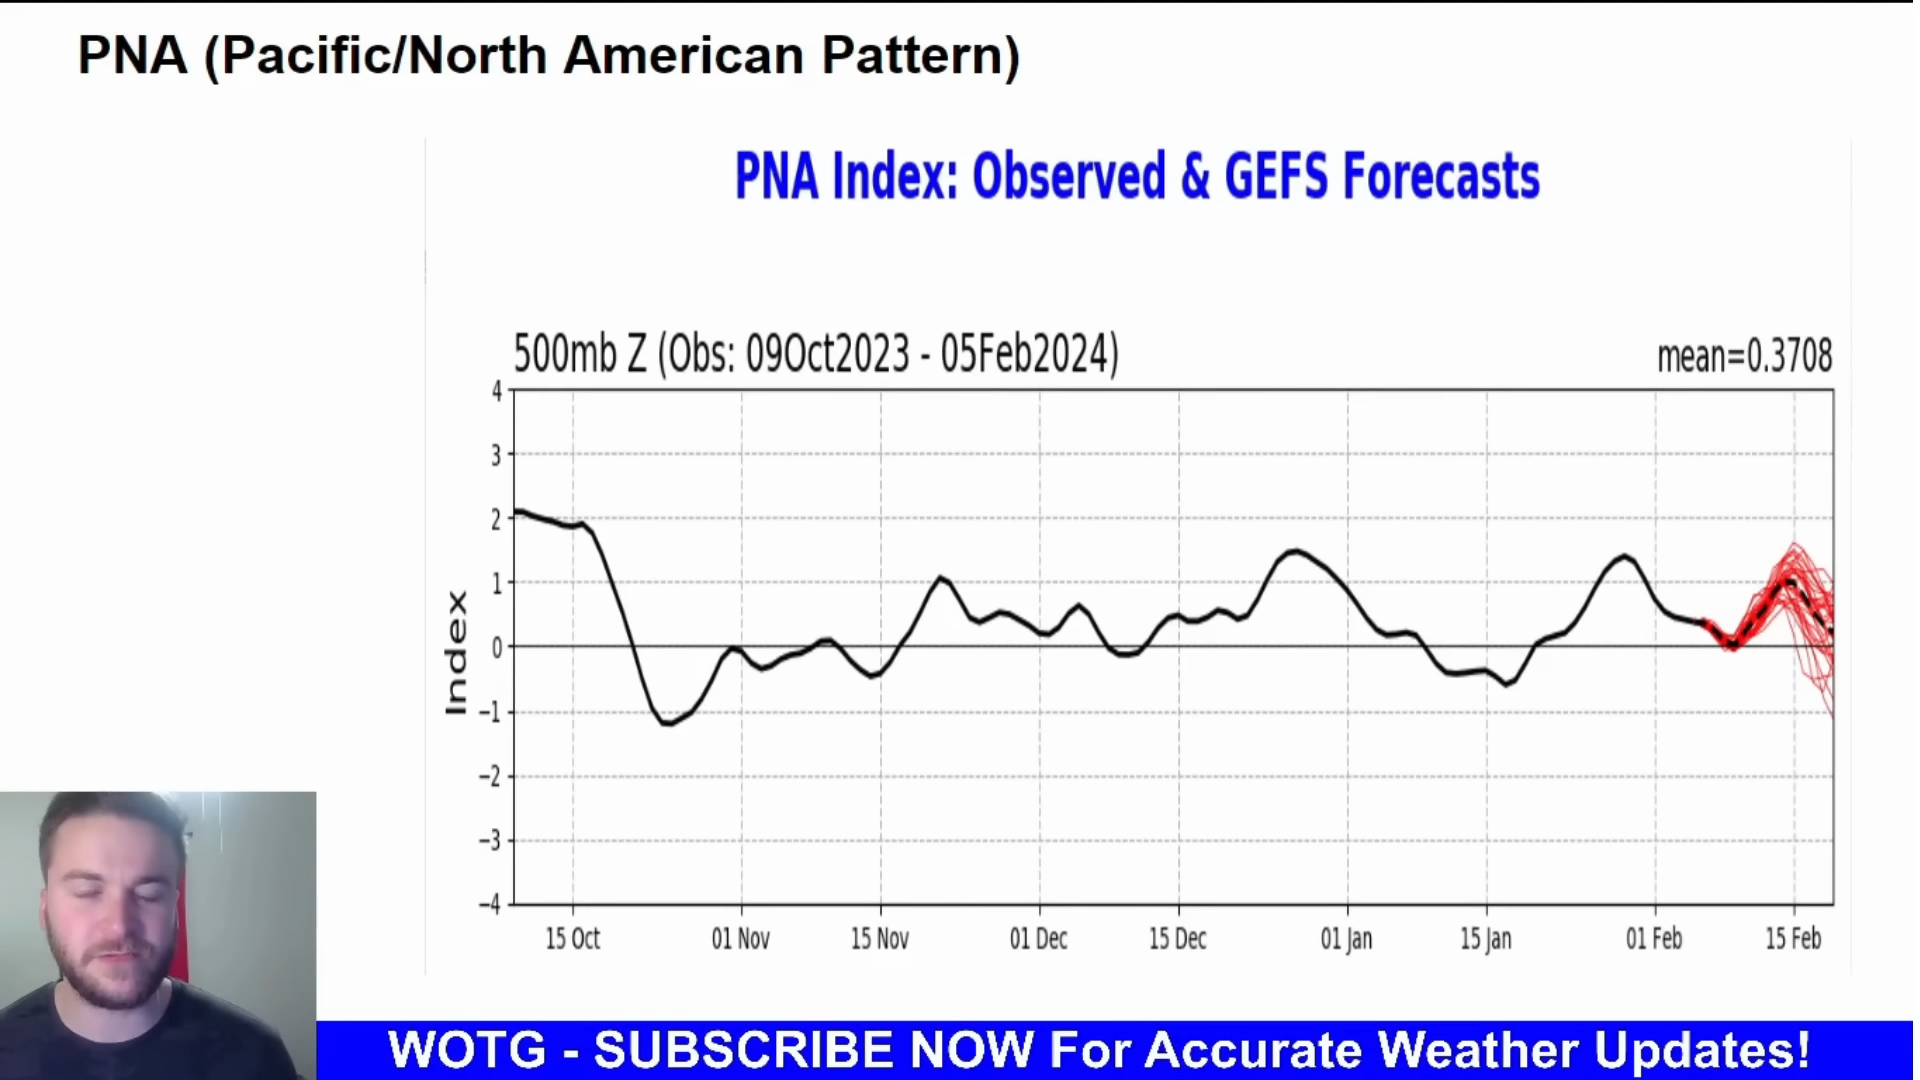 PNA (Pacific/North American Pattern)
PNA Index: Observed & GEFS Forecasts
500mb Z (Obs: 09Oct2023 - 05Feb2024)
mean=0.3708
4
3
2
1
0
−1
−2
−3
−4
Index
15 Oct
01 Nov
15 Nov
01 Dec
15 Dec
01 Jan
15 Jan
01 Feb
15 Feb
WOTG - SUBSCRIBE NOW For Accurate Weather Updates!